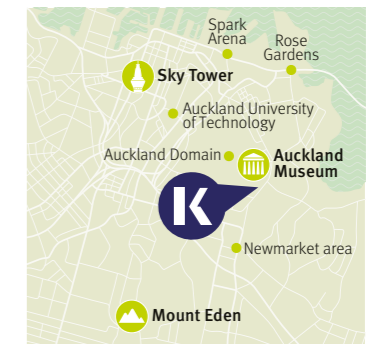 Spark
Arena
Rose
Gardens
Sky Tower
Auckland University
of Technology
Auckland Domain
Auckland
Museum
K
Newmarket area
Mount Eden